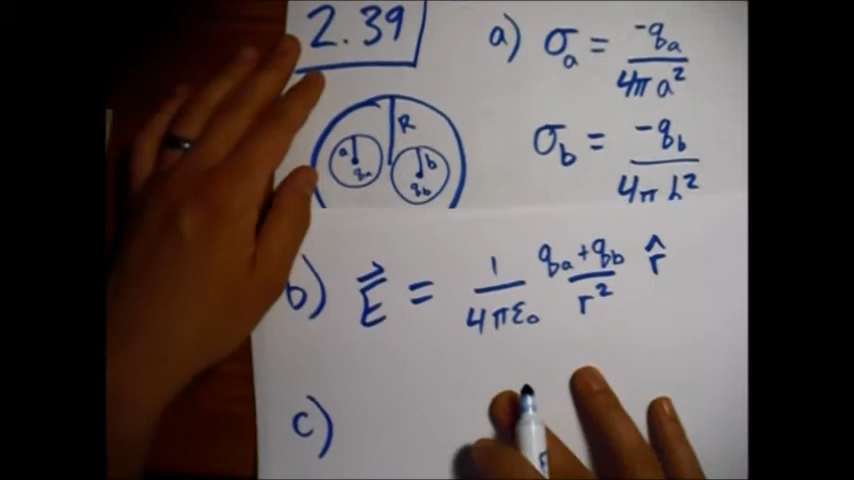 2.39
a) σa = -qa / 4πa²
R
a
qa
b
qb
σb = -qb / 4πb²
b) E⃗ = 1/4πε₀ qa+qb / r² r̂
c)